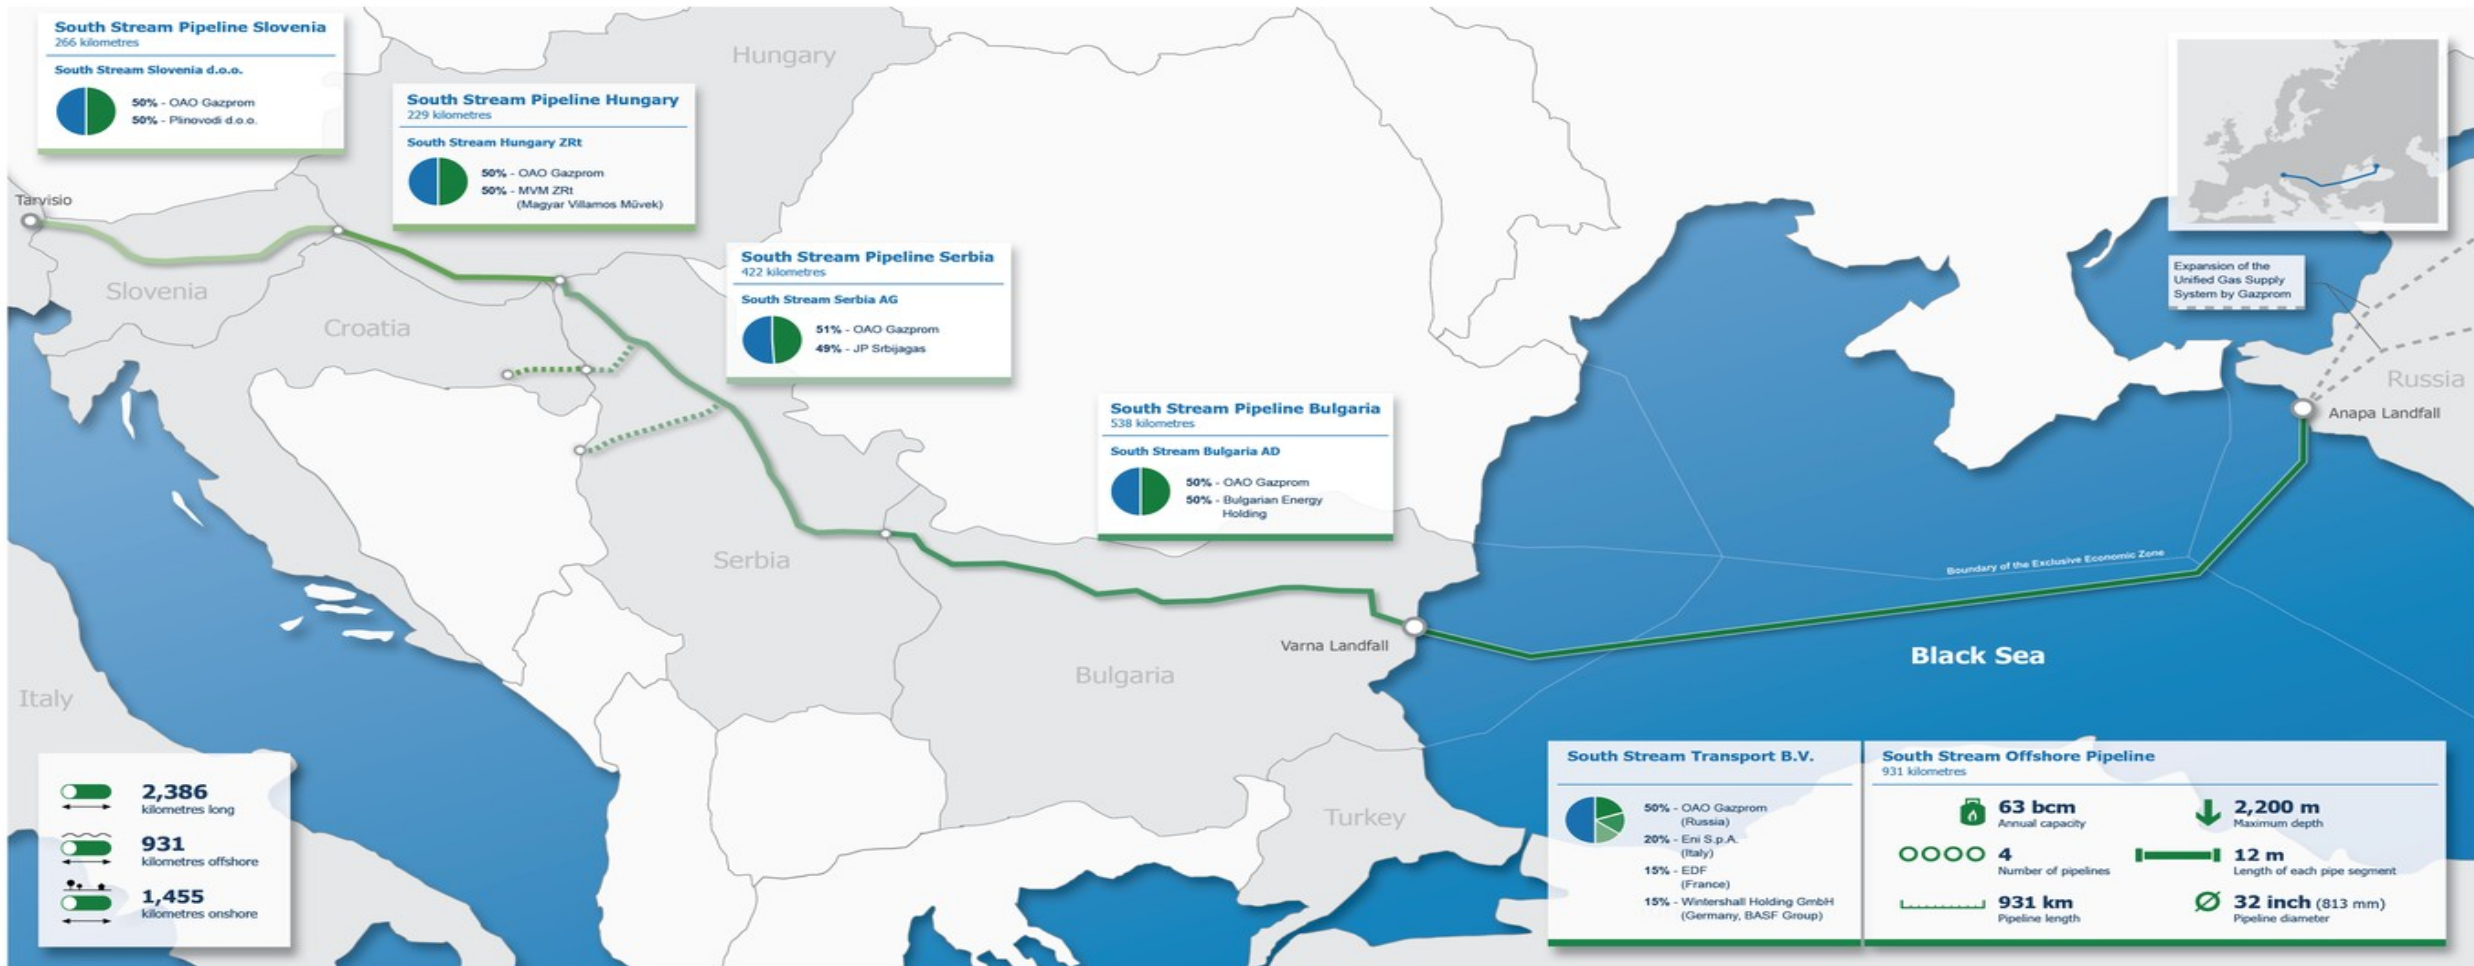 South Stream Pipeline Slovenia
266 kilometres
South Stream Slovenia d.o.o.
50% - OAO Gazprom
50% - Plinovodi d.o.o.
Hungary
South Stream Pipeline Hungary
229 kilometres
South Stream Hungary ZRt
50% - OAO Gazprom
50% - MVM ZRt
(Magyar Villamos Művek)
Tarvisio
Slovenia
Croatia
South Stream Pipeline Serbia
422 kilometres
South Stream Serbia AG
51% - OAO Gazprom
49% - JP Srbijagas
Expansion of the
Unified Gas Supply
System by Gazprom
Russia
Anapa Landfall
South Stream Pipeline Bulgaria
538 kilometres
South Stream Bulgaria AD
50% - OAO Gazprom
50% - Bulgarian Energy
Holding
Serbia
Boundary of the Exclusive Economic Zone
Varna Landfall
Black Sea
Bulgaria
Italy
Turkey
2,386
kilometres long
931
kilometres offshore
1,455
kilometres onshore
South Stream Transport B.V.
50% - OAO Gazprom
(Russia)
20% - Eni S.p.A.
(Italy)
15% - EDF
(France)
15% - Wintershall Holding GmbH
(Germany, BASF Group)
South Stream Offshore Pipeline
931 kilometres
63 bcm
Annual capacity
2,200 m
Maximum depth
4
Number of pipelines
12 m
Length of each pipe segment
931 km
Pipeline length
32 inch (813 mm)
Pipeline diameter